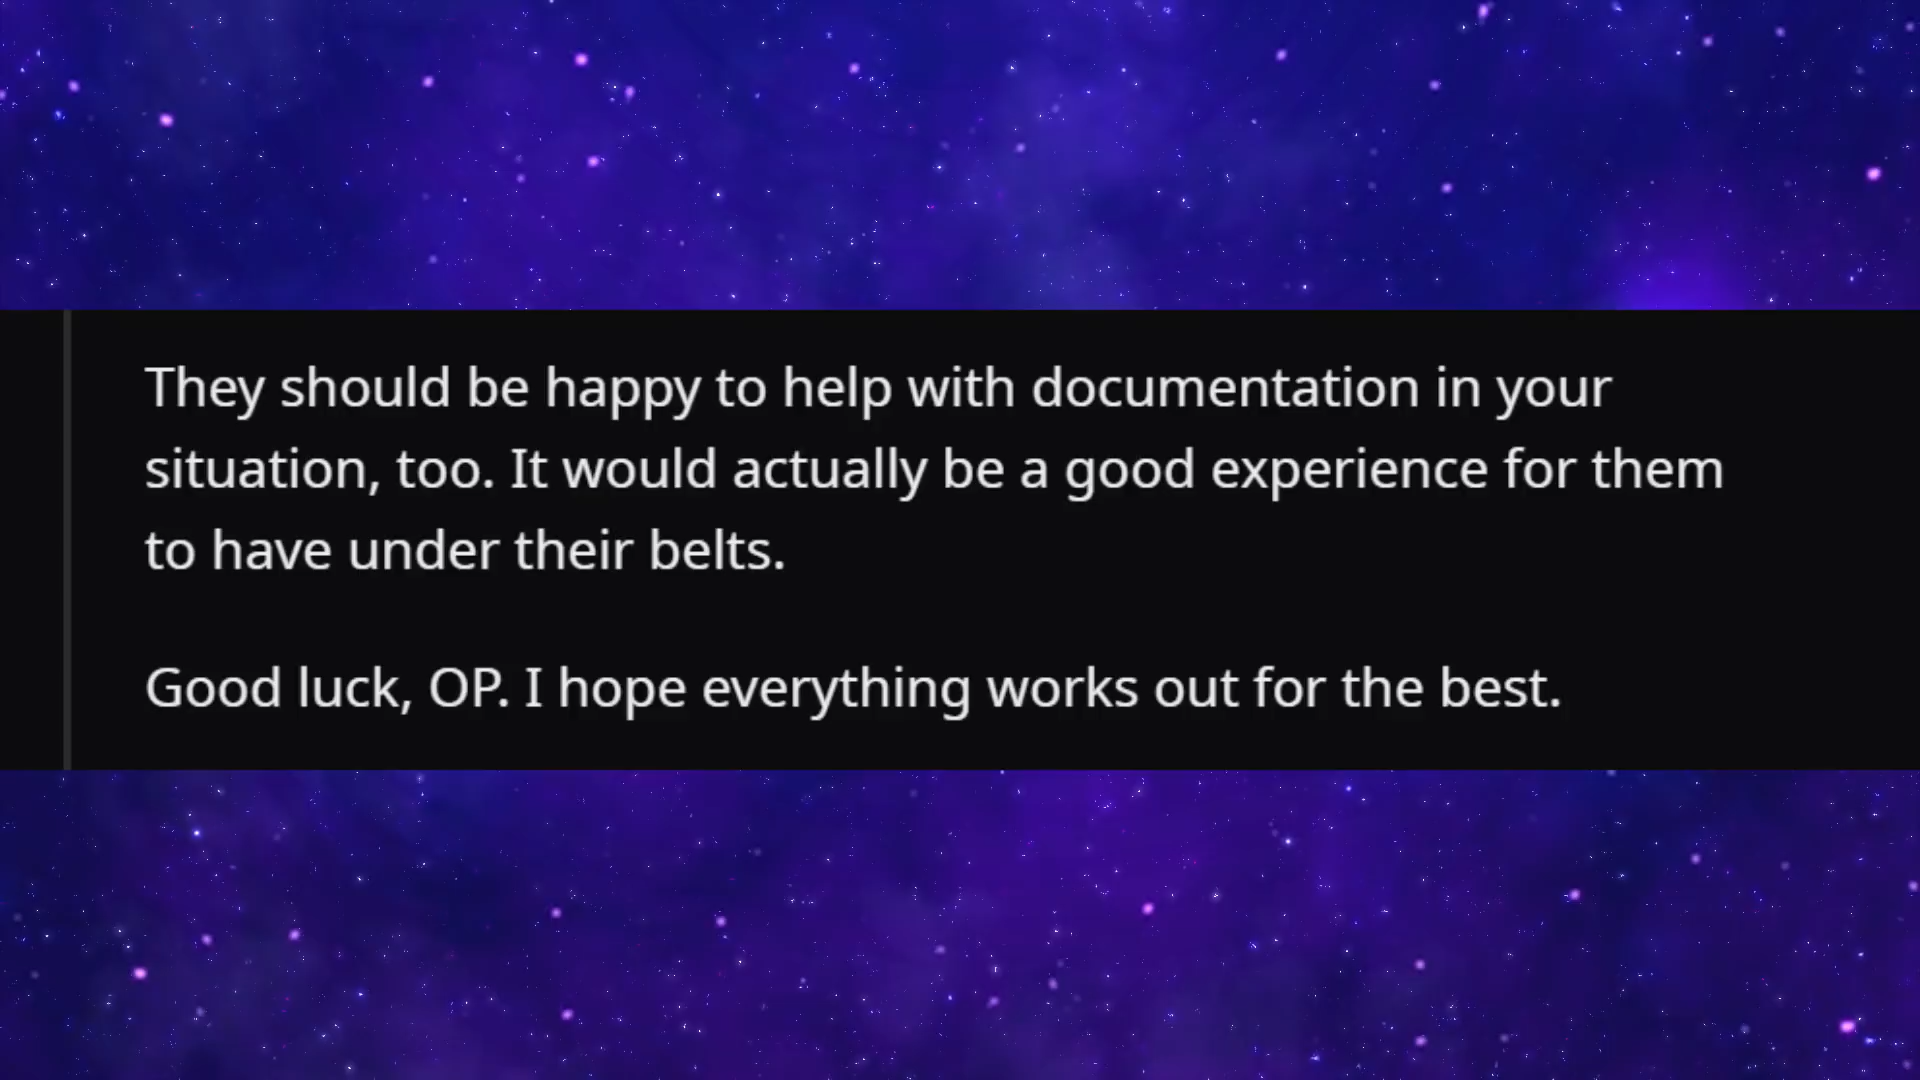 They should be happy to help with documentation in your
situation, too. It would actually be a good experience for them
to have under their belts.
Good luck, OP. I hope everything works out for the best.